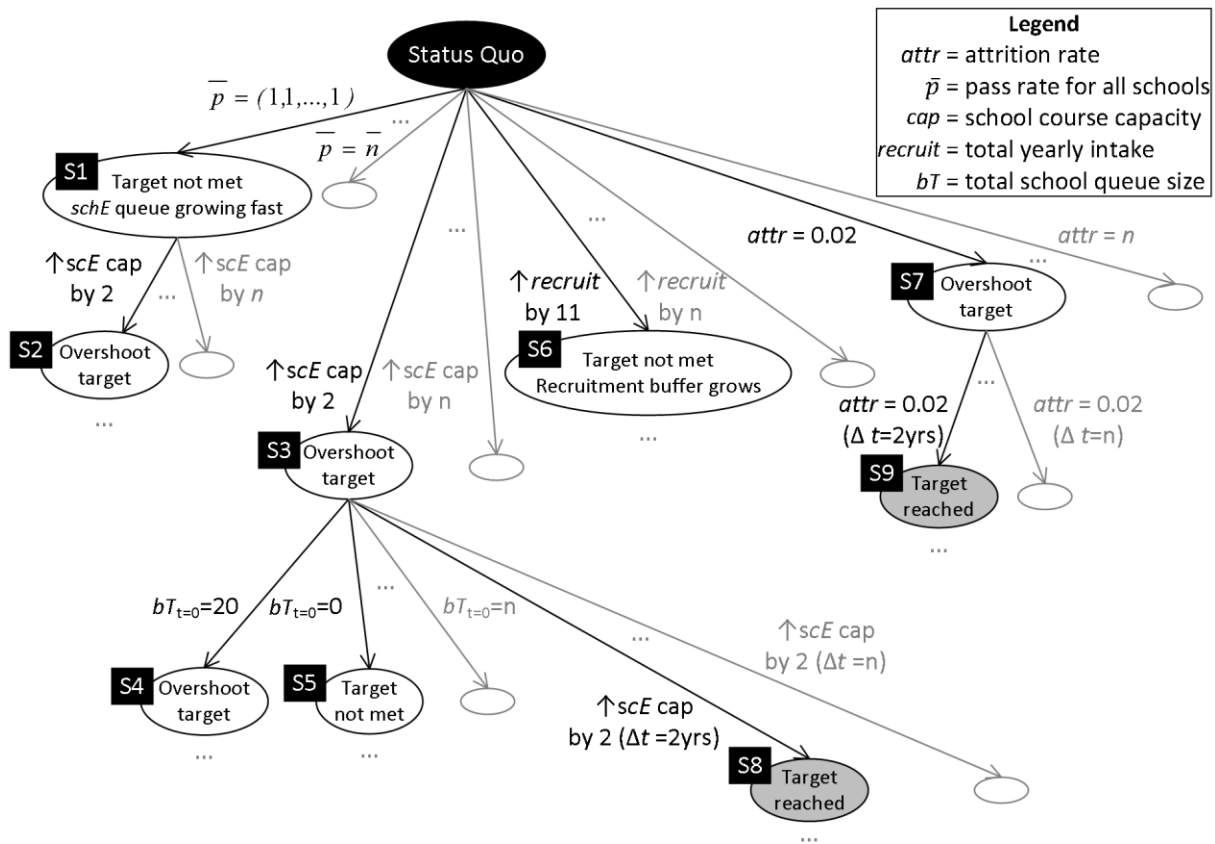 Status Quo
Legend
attr = attrition rate
p̅ = pass rate for all schools
cap = school course capacity
recruit = total yearly intake
bT = total school queue size
p̅ = (1,1,...,1)
...
p̅ = n̅
S1
Target not met
schE queue growing fast
...
...
attr = 0.02
attr = n
...
↑scE cap
by 2
...
↑scE cap
by n
S2
Overshoot
target
...
↑scE cap
by 2
↑scE cap
by n
↑recruit
by 11
↑recruit
by n
S6
Target not met
Recruitment buffer grows
...
S7
Overshoot
target
...
attr = 0.02
(Δ t=2yrs)
attr = 0.02
(Δ t=n)
S3
Overshoot
target
S9
Target
reached
...
bTt=0=20
bTt=0=0
...
bTt=0=n
...
↑scE cap
by 2 (Δt =n)
S4
Overshoot
target
...
S5
Target
not met
...
↑scE cap
by 2 (Δt =2yrs)
S8
Target
reached
...